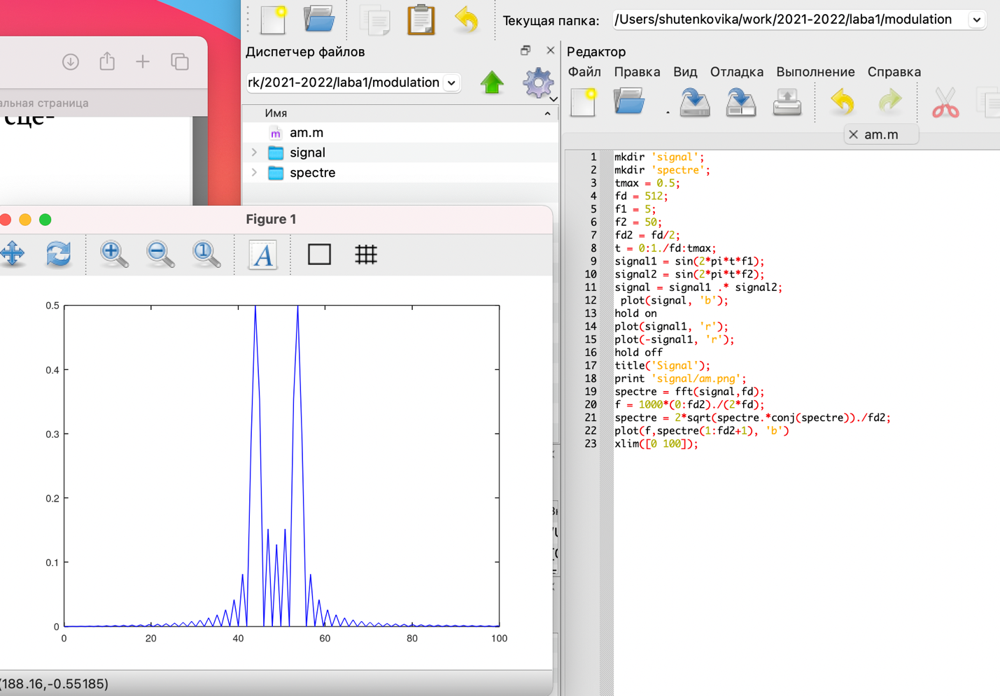 альная страница
Текущая папка: /Users/shutenkovika/work/2021-2022/laba1/modulation
Диспетчер файлов
rk/2021-2022/laba1/modulation
Имя
am.m
signal
spectre
Figure 1
0.5
0.4
0.3
0.2
0.1
0
0 20 40 60 80 100
(188.16,-0.55185)
Редактор
Файл Правка Вид Отладка Выполнение Справка
am.m
1 mkdir 'signal';
2 mkdir 'spectre';
3 tmax = 0.5;
4 fd = 512;
5 f1 = 5;
6 f2 = 50;
7 fd2 = fd/2;
8 t = 0:1./fd:tmax;
9 signal1 = sin(2*pi*t*f1);
10 signal2 = sin(2*pi*t*f2);
11 signal = signal1 .* signal2;
12 plot(signal, 'b');
13 hold on
14 plot(signal1, 'r');
15 plot(-signal1, 'r');
16 hold off
17 title('Signal');
18 print 'signal/am.png';
19 spectre = fft(signal,fd);
20 f = 1000*(0:fd2)./(2*fd);
21 spectre = 2*sqrt(spectre.*conj(spectre))./fd2;
22 plot(f,spectre(1:fd2+1), 'b')
23 xlim([0 100]);